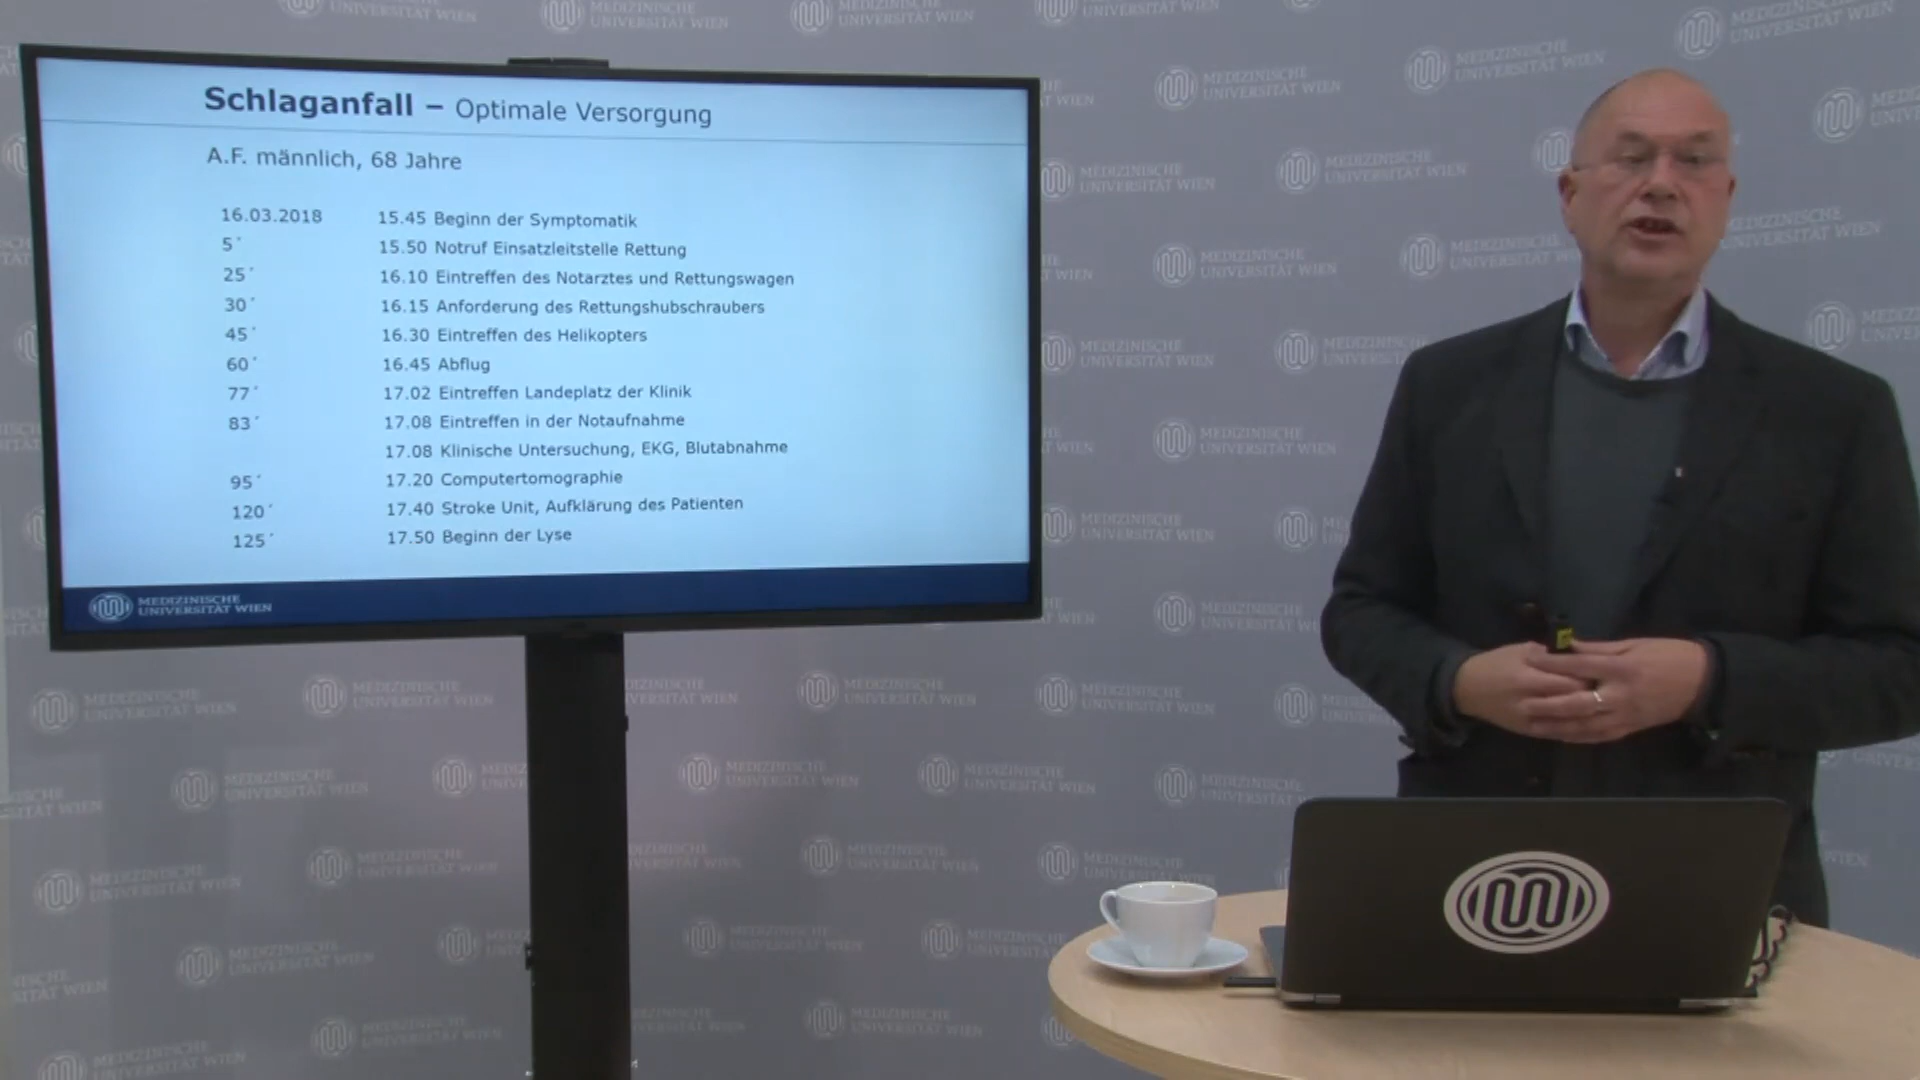 Schlaganfall – Optimale Versorgung
A.F. männlich, 68 Jahre
16.03.2018 15.45 Beginn der Symptomatik
5´ 15.50 Notruf Einsatzleitstelle Rettung
25´ 16.10 Eintreffen des Notarztes und Rettungswagen
30´ 16.15 Anforderung des Rettungshubschraubers
45´ 16.30 Eintreffen des Helikopters
60´ 16.45 Abflug
77´ 17.02 Eintreffen Landeplatz der Klinik
83´ 17.08 Eintreffen in der Notaufnahme
17.08 Klinische Untersuchung, EKG, Blutabnahme
95´ 17.20 Computertomographie
120´ 17.40 Stroke Unit, Aufklärung des Patienten
125´ 17.50 Beginn der Lyse
MEDIZINISCHE
UNIVERSITÄT WIEN
MEDIZINISCHE
UNIVERSITÄT WIEN